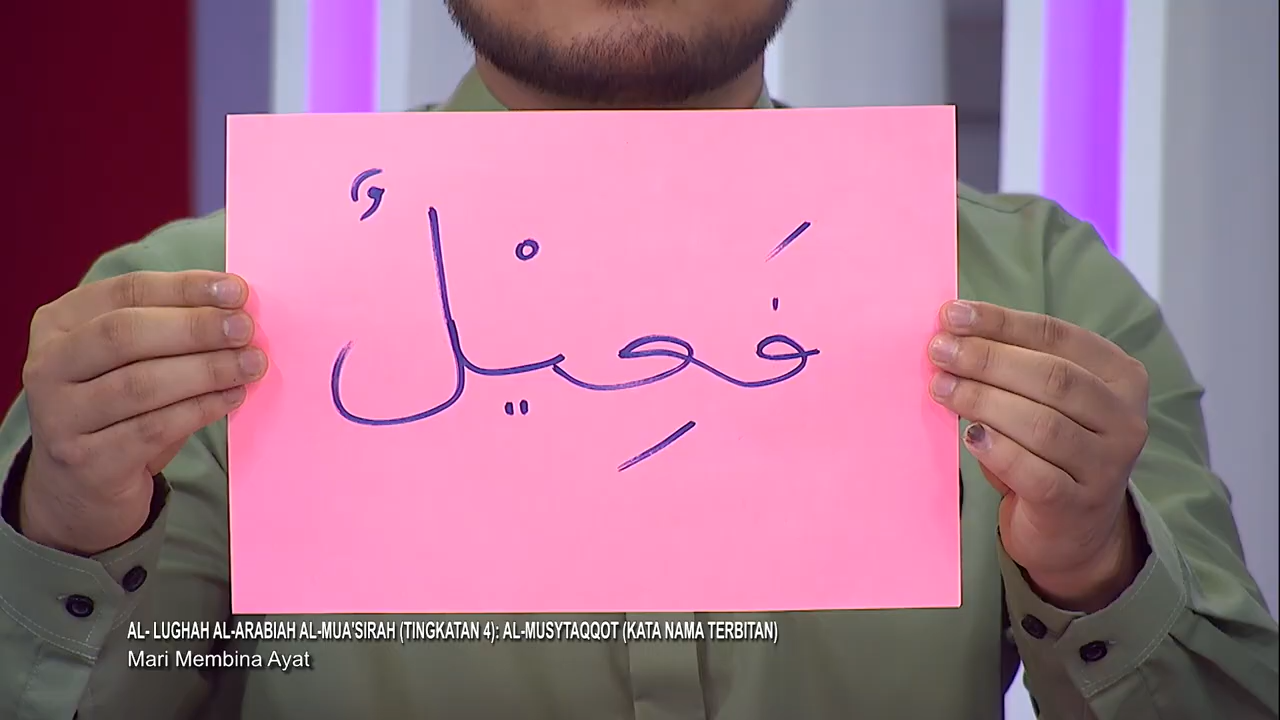 فَعِيْلٌ
AL- LUGHAH AL-ARABIAH AL-MUA'SIRAH (TINGKATAN 4): AL-MUSYTAQQOT (KATA NAMA TERBITAN)
Mari Membina Ayat